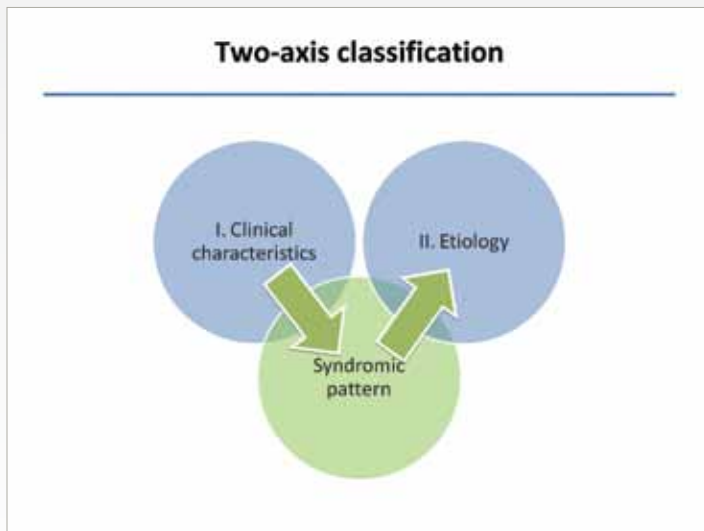 Two-axis classification
I. Clinical
characteristics
II. Etiology
Syndromic
pattern